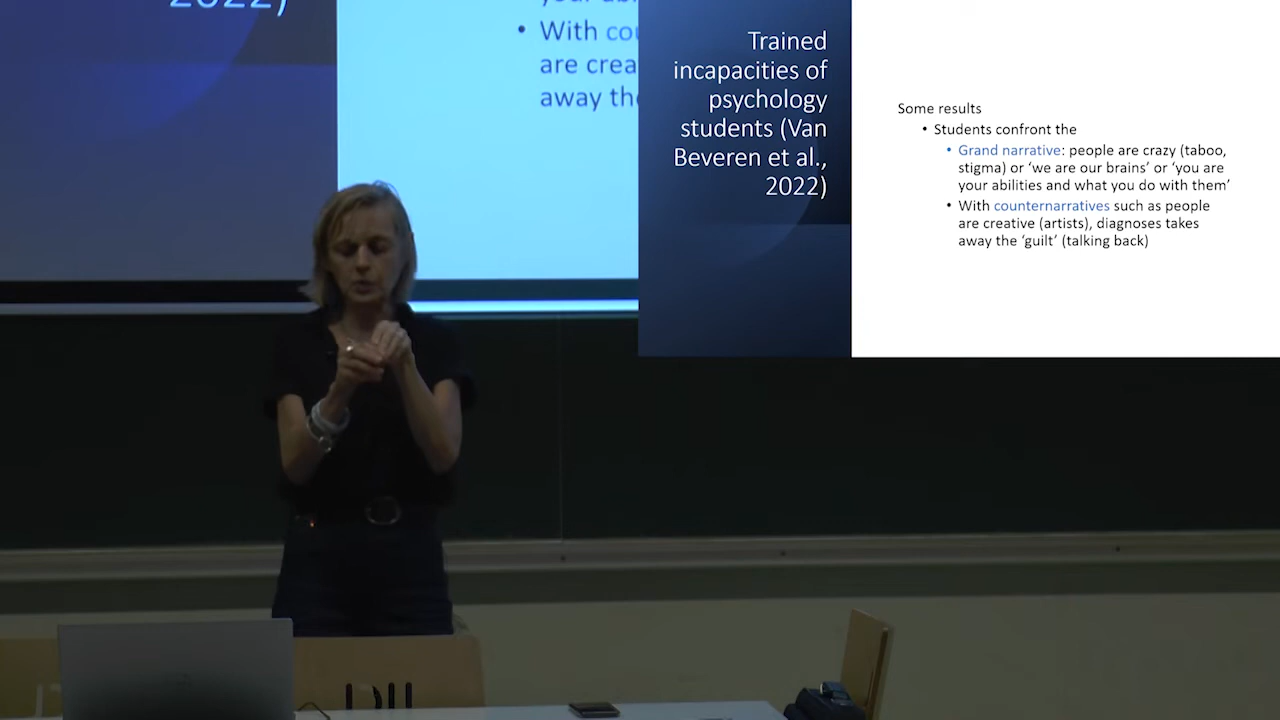 2022)
• With cou
are crea
away the
Trained
incapacities of
psychology
students (Van
Beveren et al.,
2022)
Some results
• Students confront the
• Grand narrative: people are crazy (taboo,
stigma) or ‘we are our brains’ or ‘you are
your abilities and what you do with them’
• With counternarratives such as people
are creative (artists), diagnoses takes
away the ‘guilt’ (talking back)